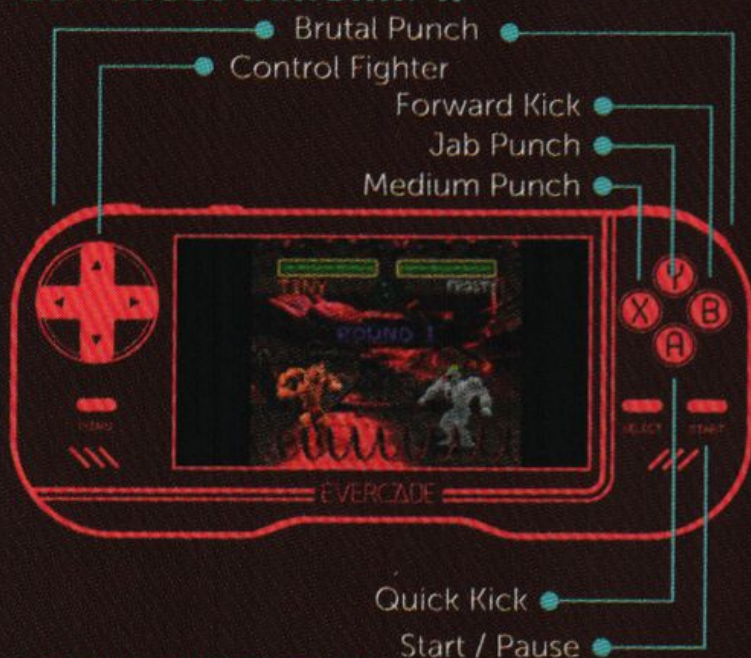 Brutal Punch
Control Fighter
Forward Kick
Jab Punch
Medium Punch
TINY
FROSTY
ROUND 1
Y
X
B
A
MENU
SELECT
START
EVERCADE
Quick Kick
Start / Pause